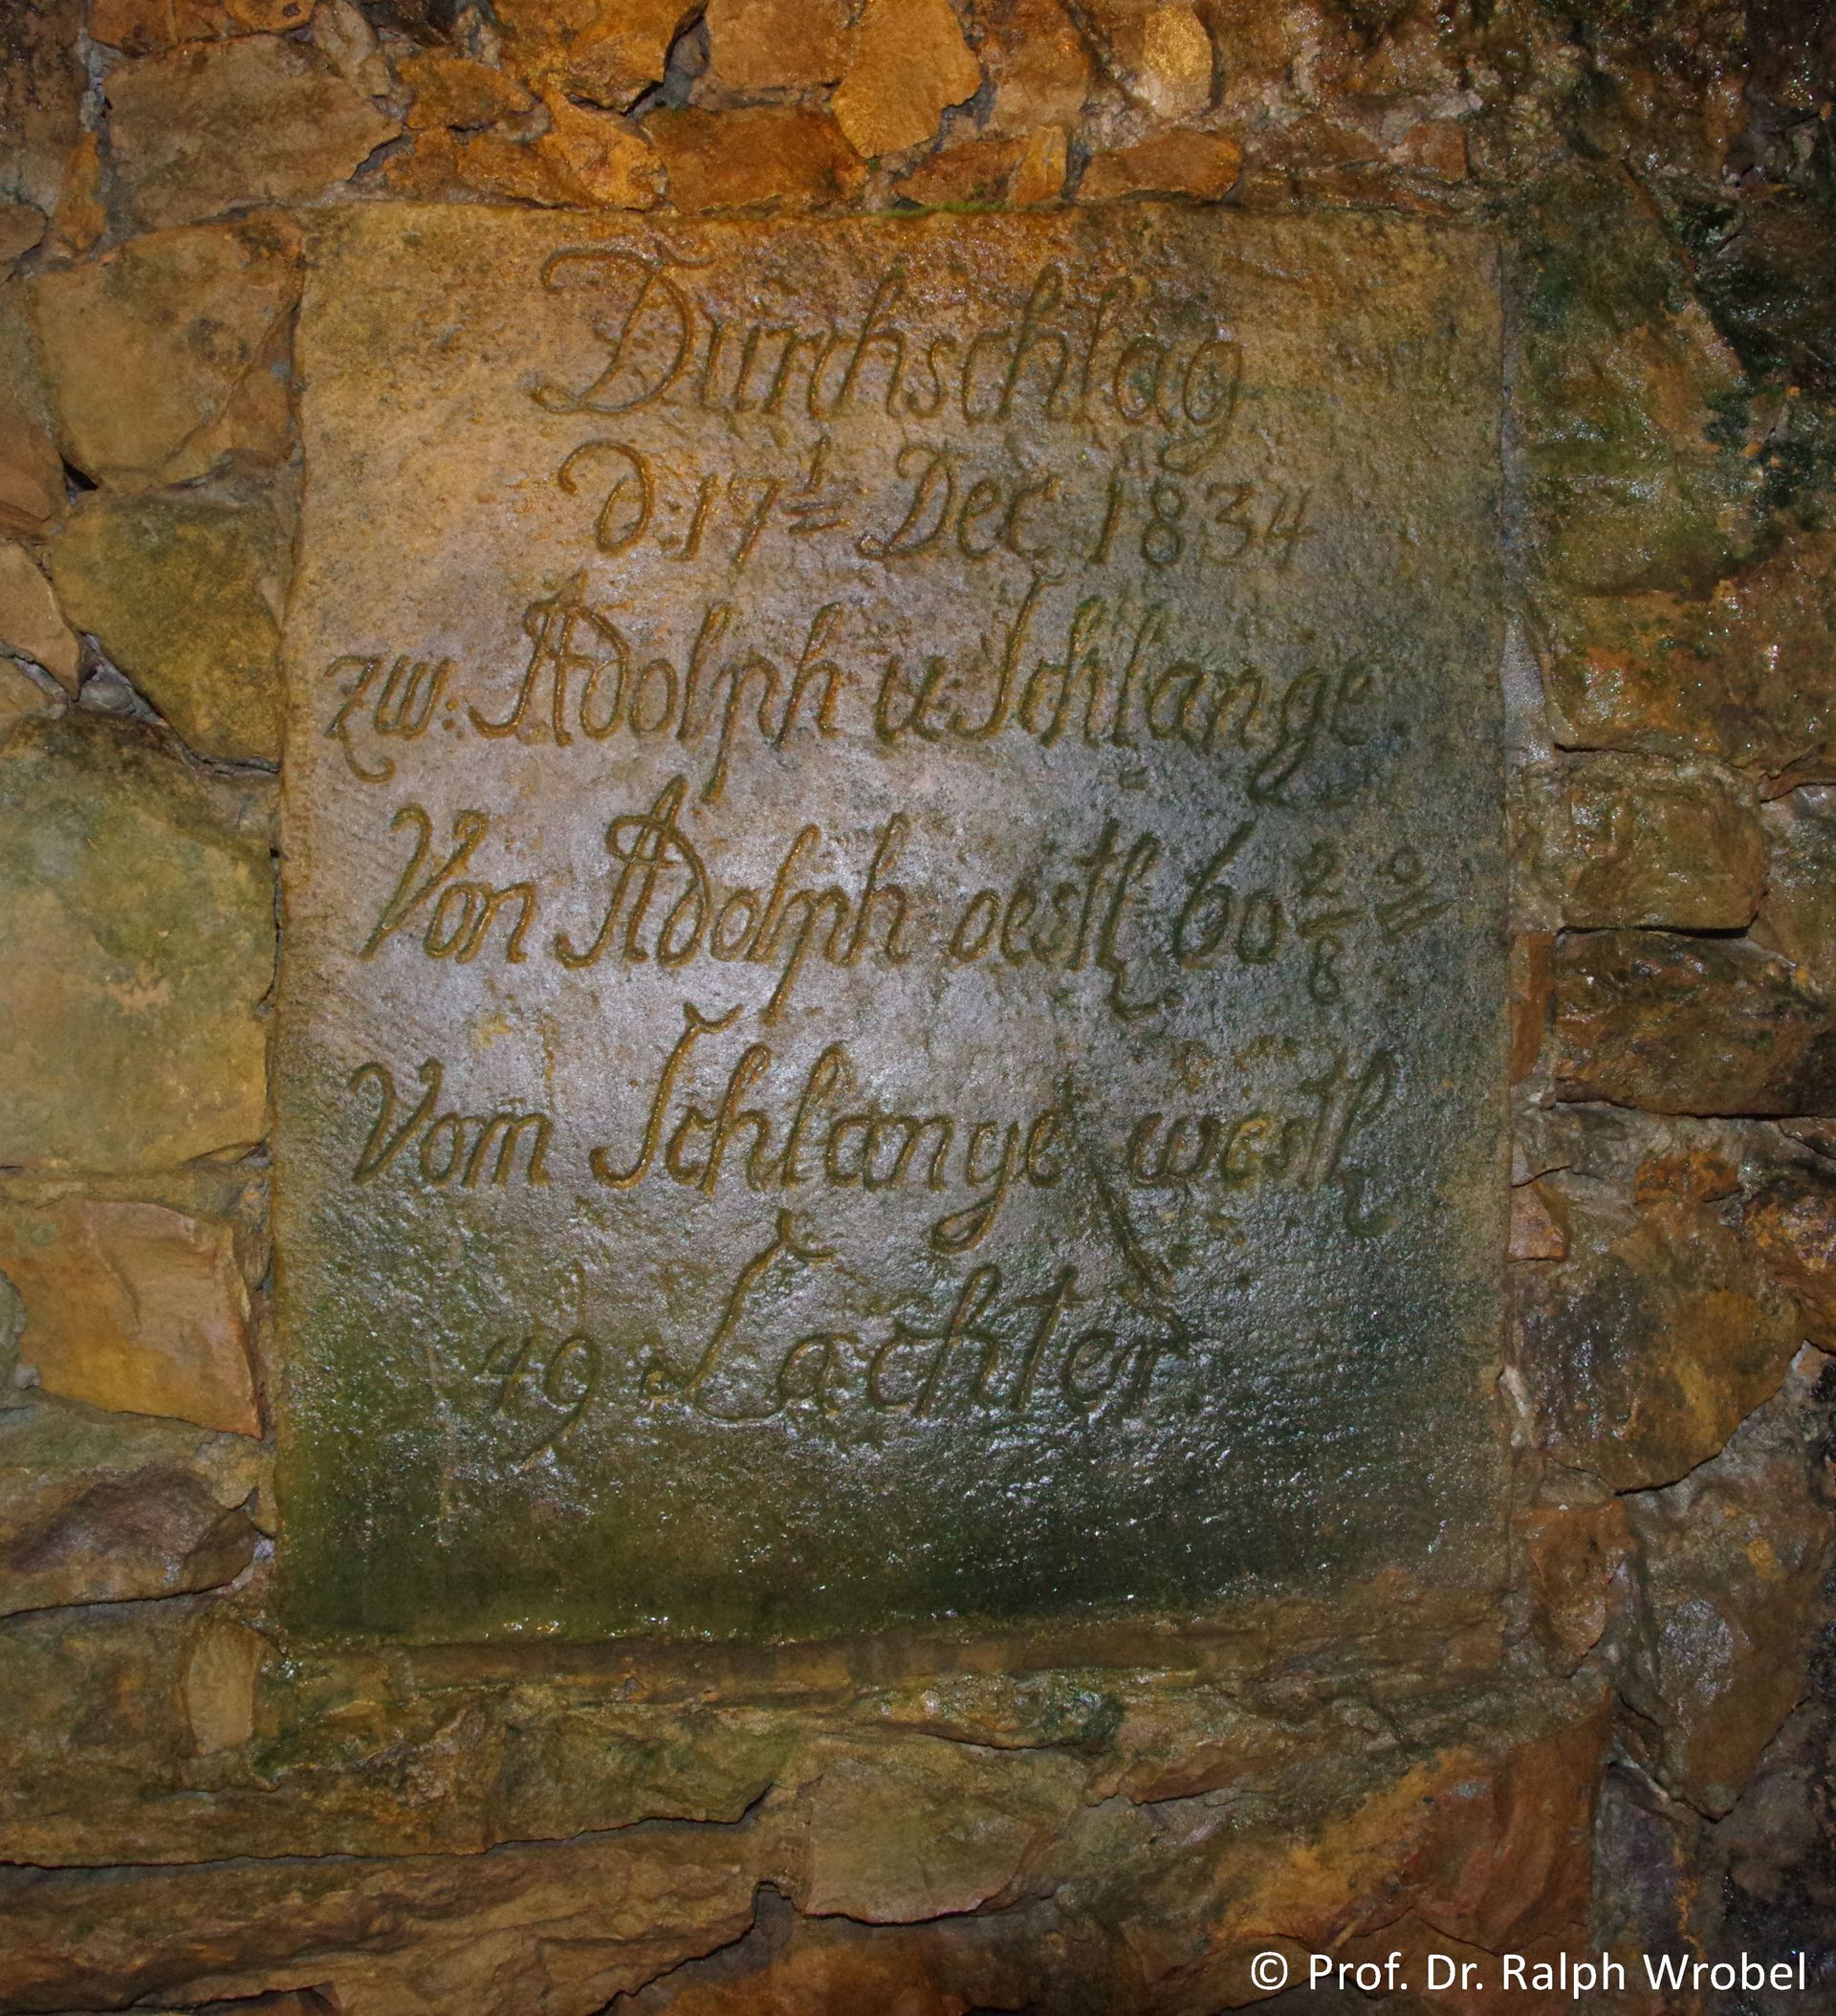 Durchschlag
d: 17t Dec 1834
zw: Adolph u: Schlange.
Von Adolph oestl 60 2/8
Vom Schlange westl
49 Lachter
© Prof. Dr. Ralph Wrobel